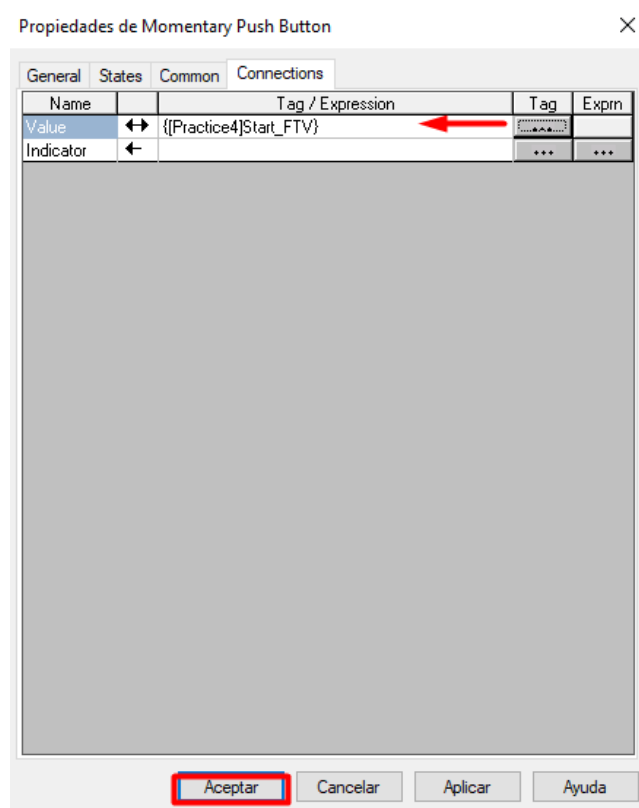 Propiedades de Momentary Push Button
General States Common Connections
Name Tag / Expression Tag Exprn
Value {[Practice4]Start_FTV} ...
Indicator ... ...
Aceptar Cancelar Aplicar Ayuda